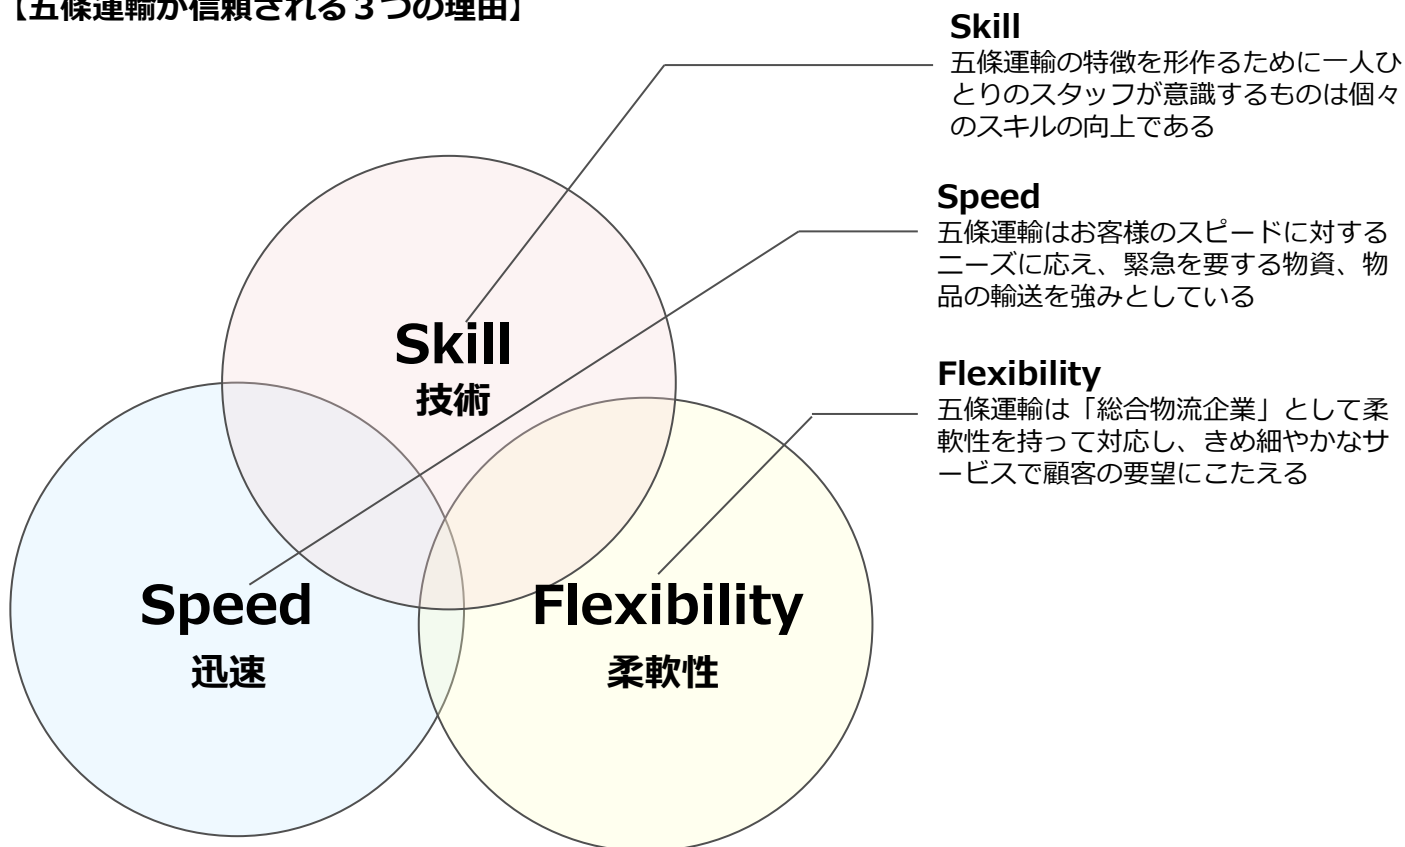 【五條運輸が信頼される３つの理由】
Skill
五條運輸の特徴を形作るために一人ひ
とりのスタッフが意識するものは個々
のスキルの向上である
Speed
五條運輸はお客様のスピードに対する
ニーズに応え、緊急を要する物資、物
品の輸送を強みとしている
Flexibility
五條運輸は「総合物流企業」として柔
軟性を持って対応し、きめ細やかなサ
ービスで顧客の要望にこたえる
Skill
技術
Speed
迅速
Flexibility
柔軟性